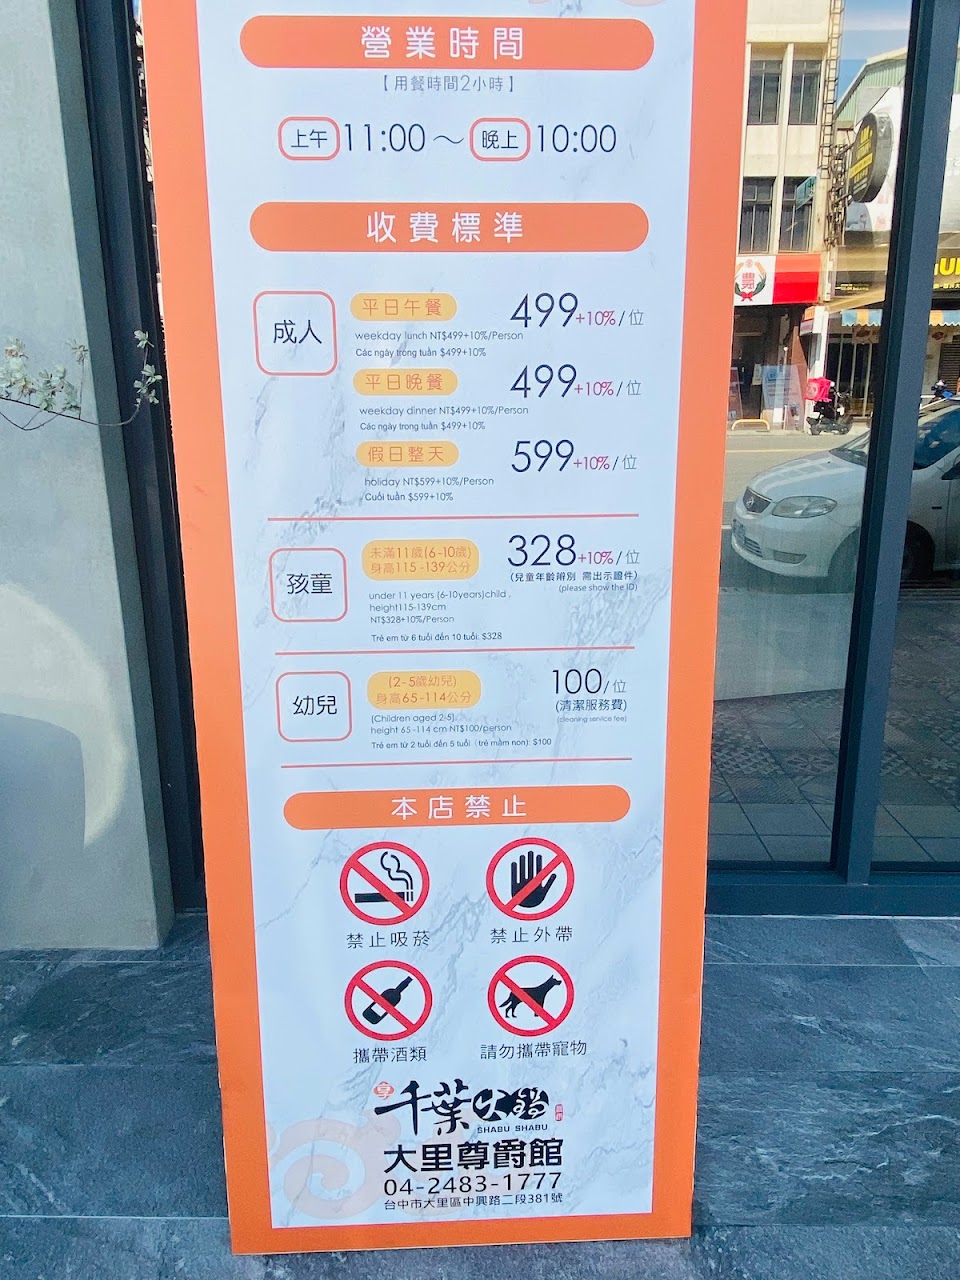 營業時間
【用餐時間2小時】
上午 11:00～晚上 10:00
收費標準
成人
平日午餐 499+10%/位
weekday lunch NT$499+10%/Person
Các ngày trong tuần $499+10%
平日晚餐 499+10%/位
weekday dinner NT$499+10%/Person
Các ngày trong tuần $499+10%
假日整天 599+10%/位
holiday NT$599+10%/Person
Cuối tuần $599+10%
孩童
未滿11歲(6-10歲)
身高115-139公分
328+10%/位
(兒童年齡辨別 需出示證件)
(please show the ID)
under 11 years (6-10years)child .
height115-139cm
NT$328+10%/Person
Trẻ em từ 6 tuổi đến 10 tuổi: $328
幼兒
(2-5歲幼兒)
身高65-114公分
100/位
(清潔服務費)
(cleaning service fee)
(Children aged 2-5).
height 65-114 cm NT$100/person
Trẻ em từ 2 tuổi đến 5 tuổi (trẻ mầm non): $100
本店禁止
禁止吸菸
禁止外帶
攜帶酒類
請勿攜帶寵物
享
千葉火鍋
SHABU SHABU
大里尊爵館
04-2483-1777
台中市大里區中興路二段381號